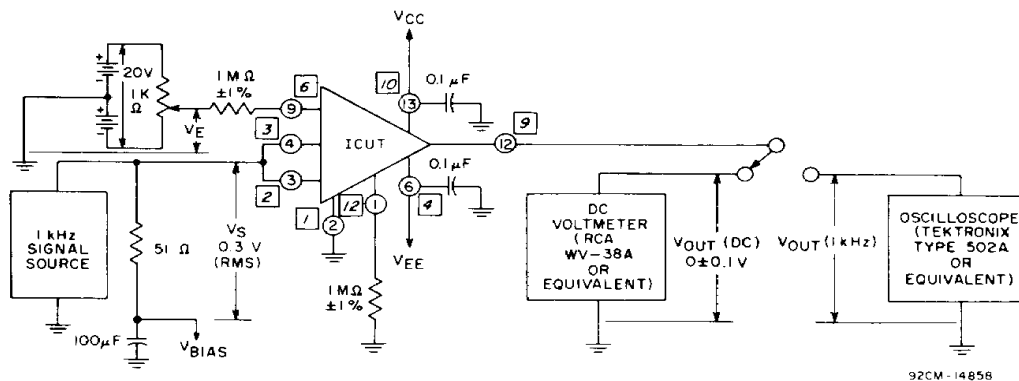 VCC
+
-
+
-
20V
1K
Ω
VE
1 MΩ
±1%
6
9
3
4
3
2
ICUT
10
13
0.1 μF
0.1 μF
9
12
6
4
1
2
12
1
VEE
1 MΩ
±1%
1 kHz
SIGNAL
SOURCE
51 Ω
VS
0.3 V
(RMS)
100μF
VBIAS
DC
VOLTMETER
(RCA
WV-38A
OR
EQUIVALENT)
VOUT (DC)
0±0.1V
VOUT (1kHz)
OSCILLOSCOPE
(TEKTRONIX
TYPE 502A
OR
EQUIVALENT)
92CM-14858